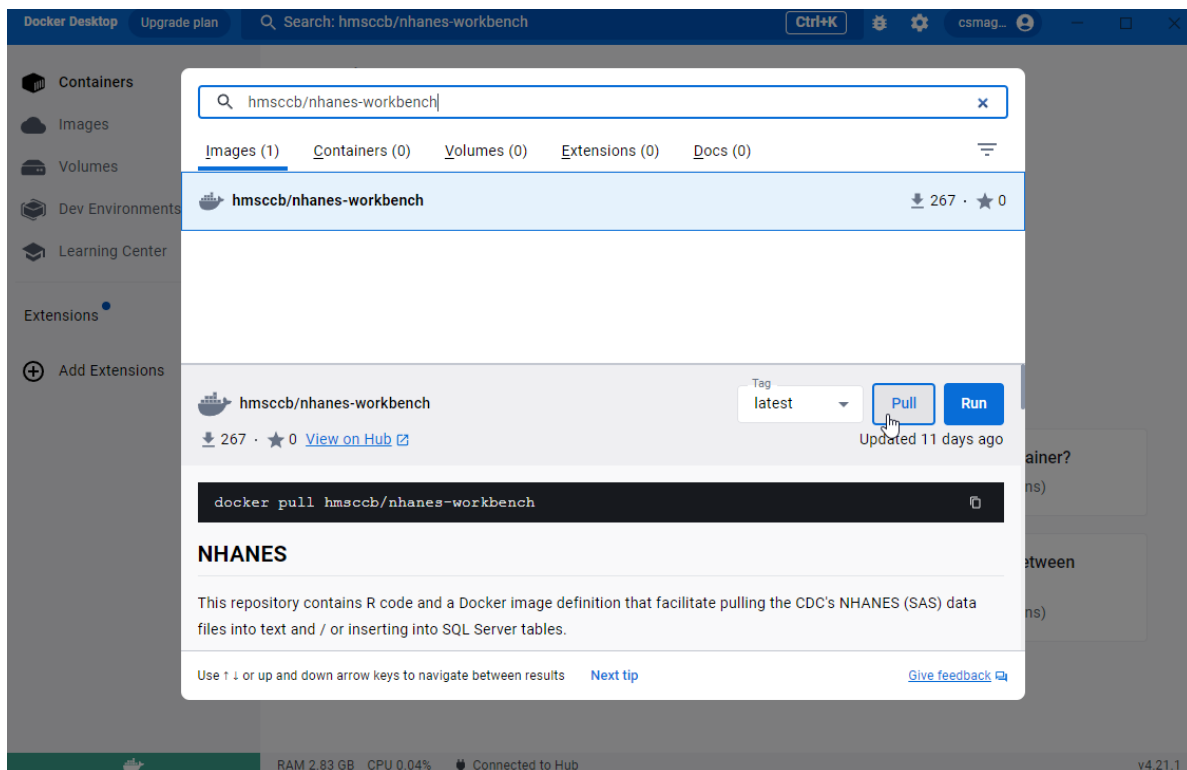 Docker Desktop Upgrade plan Search: hmsccb/nhanes-workbench Ctrl+K csmag...
Containers
Images
Volumes
Dev Environments
Learning Center
Extensions
Add Extensions
hmsccb/nhanes-workbench
Images (1) Containers (0) Volumes (0) Extensions (0) Docs (0)
hmsccb/nhanes-workbench 267 · 0
hmsccb/nhanes-workbench
Tag
latest
Pull
Run
267 · 0 View on Hub
Updated 11 days ago
docker pull hmsccb/nhanes-workbench
NHANES
This repository contains R code and a Docker image definition that facilitate pulling the CDC's NHANES (SAS) data
files into text and / or inserting into SQL Server tables.
Use ↑ ↓ or up and down arrow keys to navigate between results Next tip Give feedback
ainer?
ns)
etween
ns)
RAM 2.83 GB CPU 0.04% Connected to Hub v4.21.1